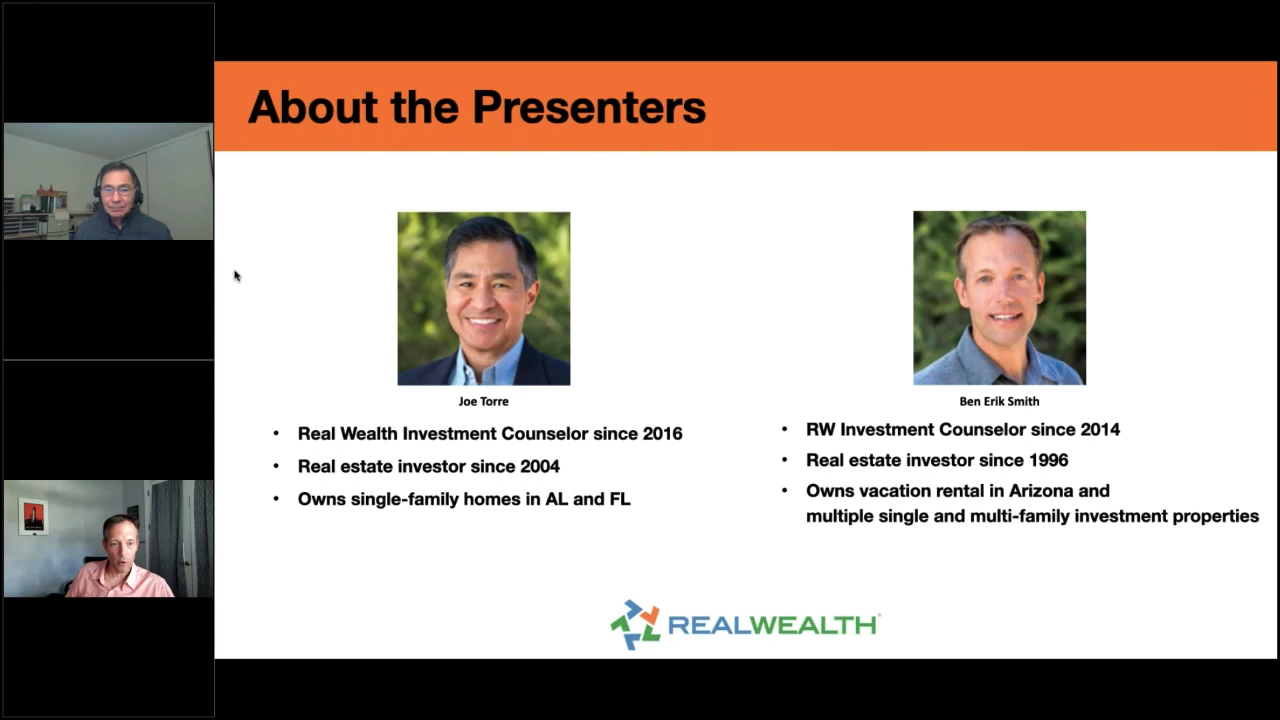 About the Presenters
Joe Torre
• Real Wealth Investment Counselor since 2016
• Real estate investor since 2004
• Owns single-family homes in AL and FL
Ben Erik Smith
• RW Investment Counselor since 2014
• Real estate investor since 1996
• Owns vacation rental in Arizona and
multiple single and multi-family investment properties
REALWEALTH®